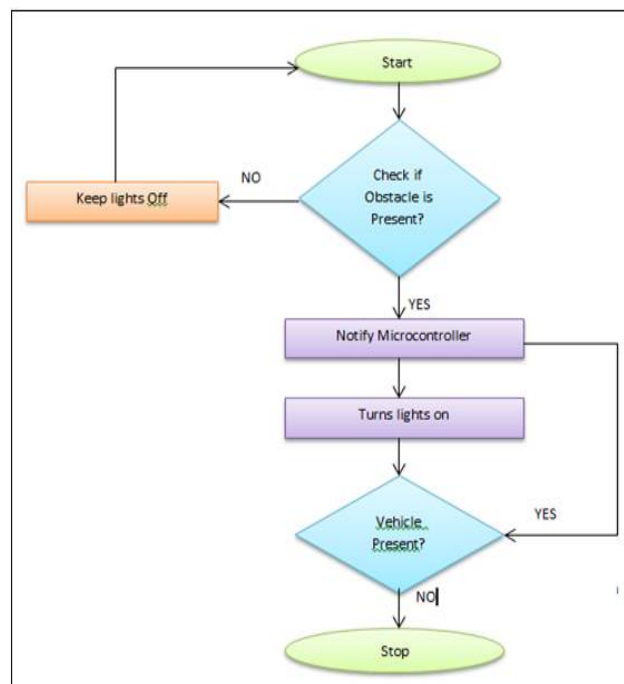 Start
Check if
Obstacle is
Present?
NO
Keep lights Off
YES
Notify Microcontroller
Turns lights on
Vehicle
Present?
YES
NO
Stop